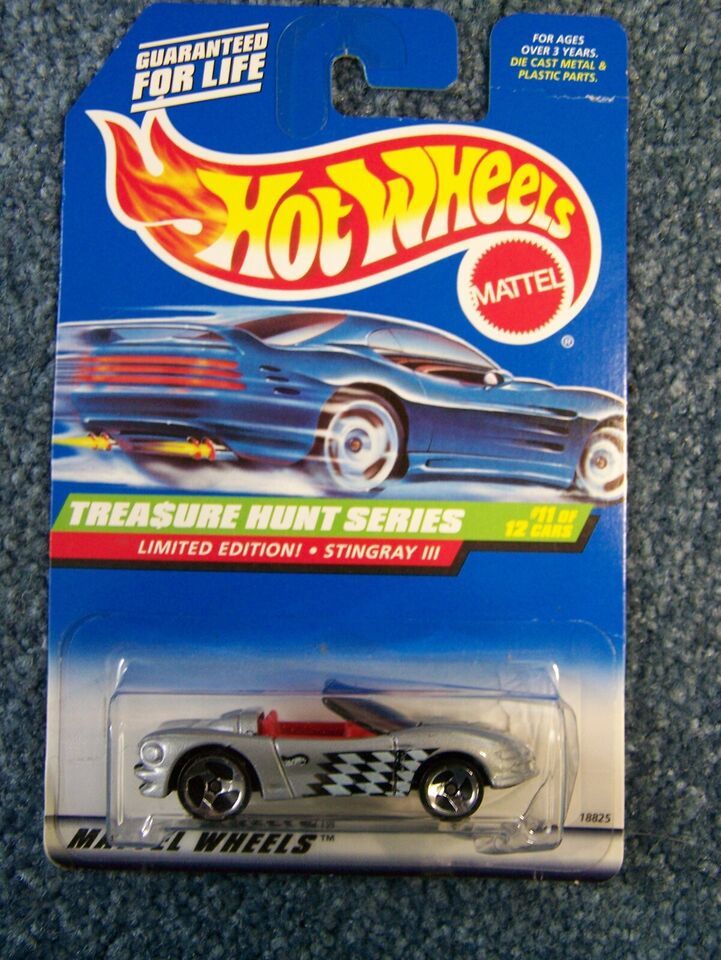 GUARANTEED
FOR LIFE
FOR AGES
OVER 3 YEARS.
DIE CAST METAL &
PLASTIC PARTS.
HOT WHEELS
MATTEL
®
TREA$URE HUNT SERIES
#11 OF
12 CARS
LIMITED EDITION! • STINGRAY III
18825
WHEELS™